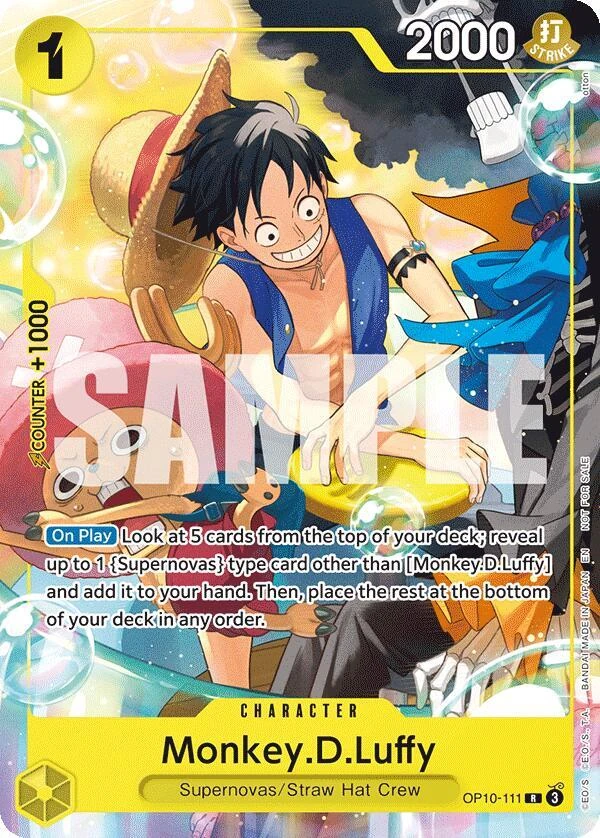 1
2000
打
STRIKE
otton
COUNTER +1000
SAMPLE
On Play Look at 5 cards from the top of your deck; reveal
up to 1 {Supernovas} type card other than [Monkey.D.Luffy]
and add it to your hand. Then, place the rest at the bottom
of your deck in any order.
©E.O/S ©E.O./S., T.A. BANDAI MADE IN JAPAN EN NOT FOR SALE
CHARACTER
Monkey.D.Luffy
Supernovas/Straw Hat Crew
OP10-111 R 3